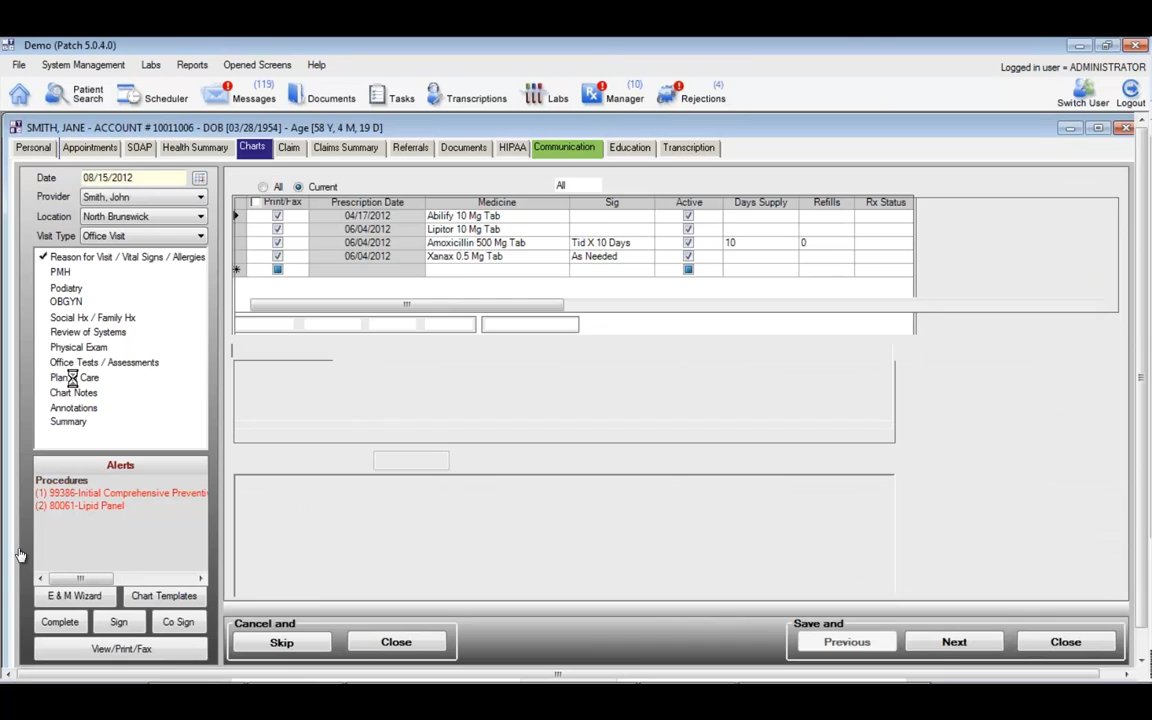 Demo (Patch 5.0.4.0)
File System Management Labs Reports Opened Screens Help
Logged in user = ADMINISTRATOR
Patient Search Scheduler (119) Messages Documents Tasks Transcriptions Labs (10) Manager (4) Rejections Switch User Logout
SMITH, JANE - ACCOUNT # 10011006 - DOB [03/28/1954] - Age [58 Y, 4 M, 19 D]
Personal Appointments SOAP Health Summary Charts Claim Claims Summary Referrals Documents HIPAA Communication Education Transcription
Date 08/15/2012
Provider Smith, John
Location North Brunswick
Visit Type Office Visit
Reason for Visit / Vital Signs / Allergies
PMH
Podiatry
OBGYN
Social Hx / Family Hx
Review of Systems
Physical Exam
Office Tests / Assessments
Plan Care
Chart Notes
Annotations
Summary
Alerts
Procedures
(1) 99386-Initial Comprehensive Preventi
(2) 80061-Lipid Panel
E & M Wizard Chart Templates
Complete Sign Co Sign
View/Print/Fax
All Current All
Print/Fax Prescription Date Medicine Sig Active Days Supply Refills Rx Status
04/17/2012 Abilify 10 Mg Tab
06/04/2012 Lipitor 10 Mg Tab
06/04/2012 Amoxicillin 500 Mg Tab Tid X 10 Days 10 0
06/04/2012 Xanax 0.5 Mg Tab As Needed
Cancel and
Skip Close
Save and
Previous Next Close